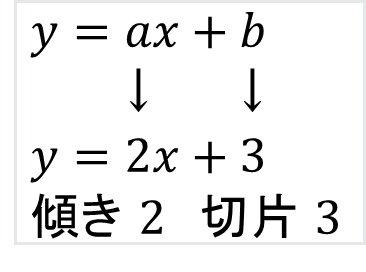 y = ax + b
↓ ↓
y = 2x + 3
傾き 2 切片 3